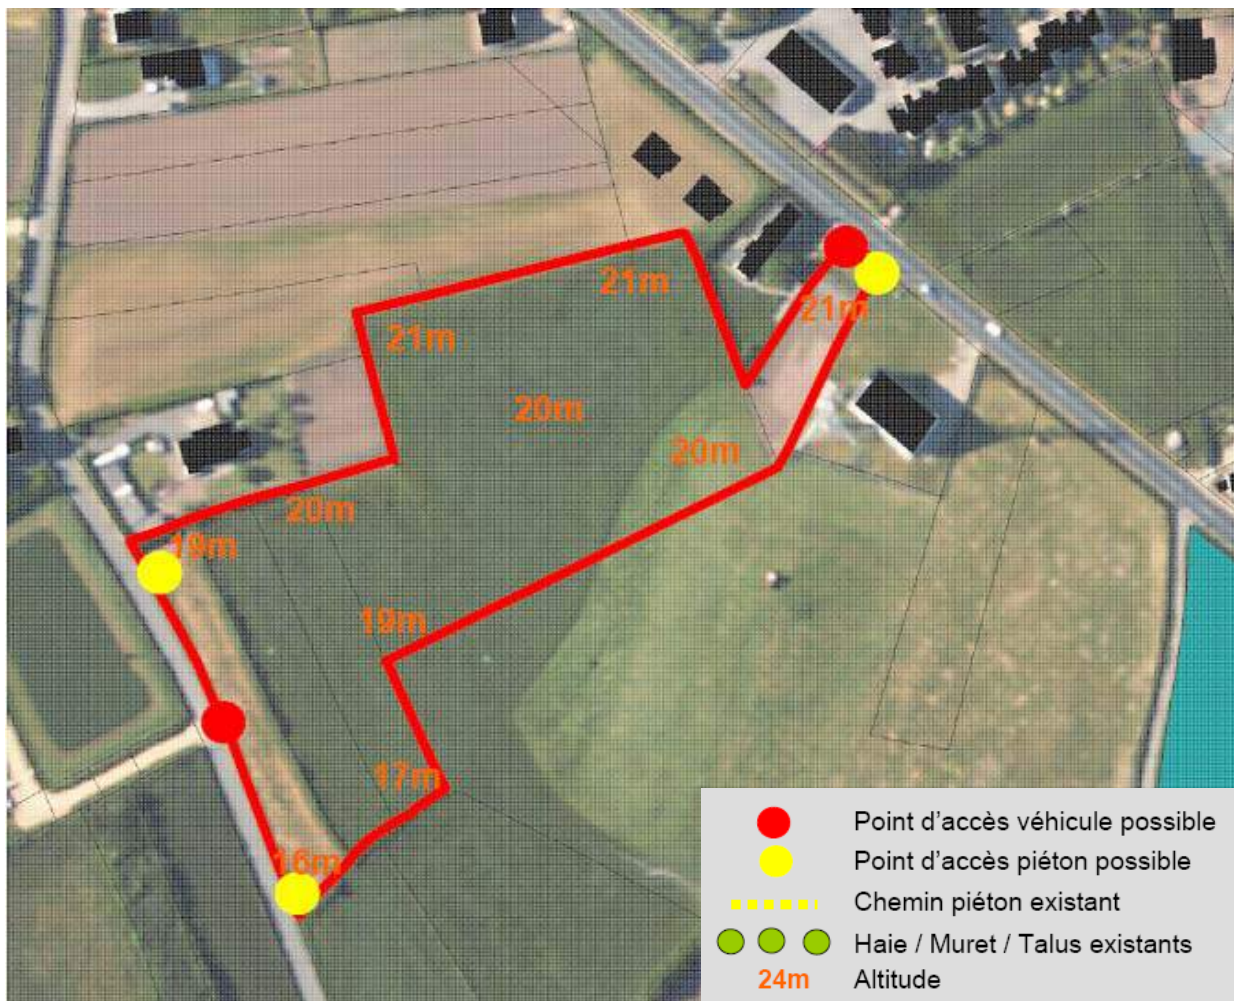 21m
21m
21m
20m
20m
20m
19m
19m
17m
16m
Point d'accès véhicule possible
Point d'accès piéton possible
Chemin piéton existant
Haie / Muret / Talus existants
24m Altitude